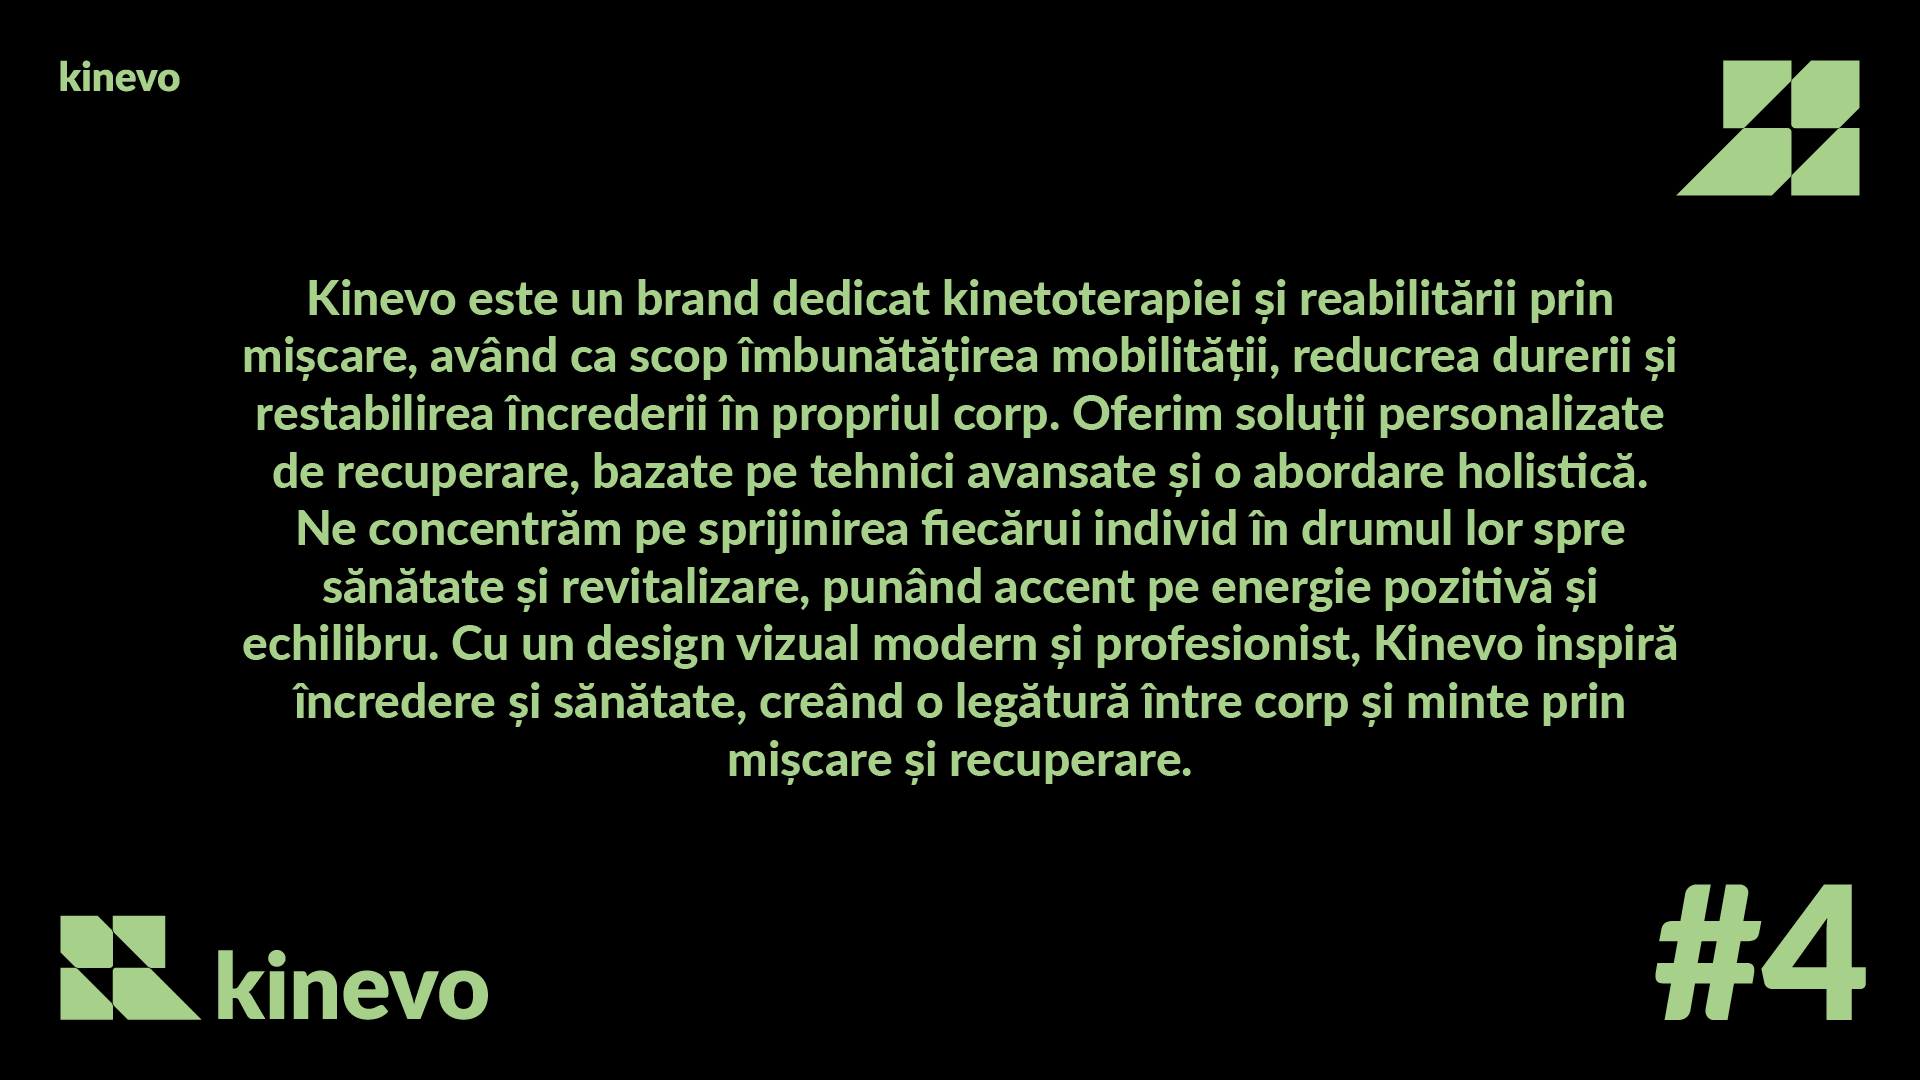 kinevo
Kinevo este un brand dedicat kinetoterapiei și reabilitării prin
mișcare, având ca scop îmbunătățirea mobilității, reducrea durerii și
restabilirea încrederii în propriul corp. Oferim soluții personalizate
de recuperare, bazate pe tehnici avansate și o abordare holistică.
Ne concentrăm pe sprijinirea fiecărui individ în drumul lor spre
sănătate și revitalizare, punând accent pe energie pozitivă și
echilibru. Cu un design vizual modern și profesionist, Kinevo inspiră
încredere și sănătate, creând o legătură între corp și minte prin
mișcare și recuperare.
kinevo
#4